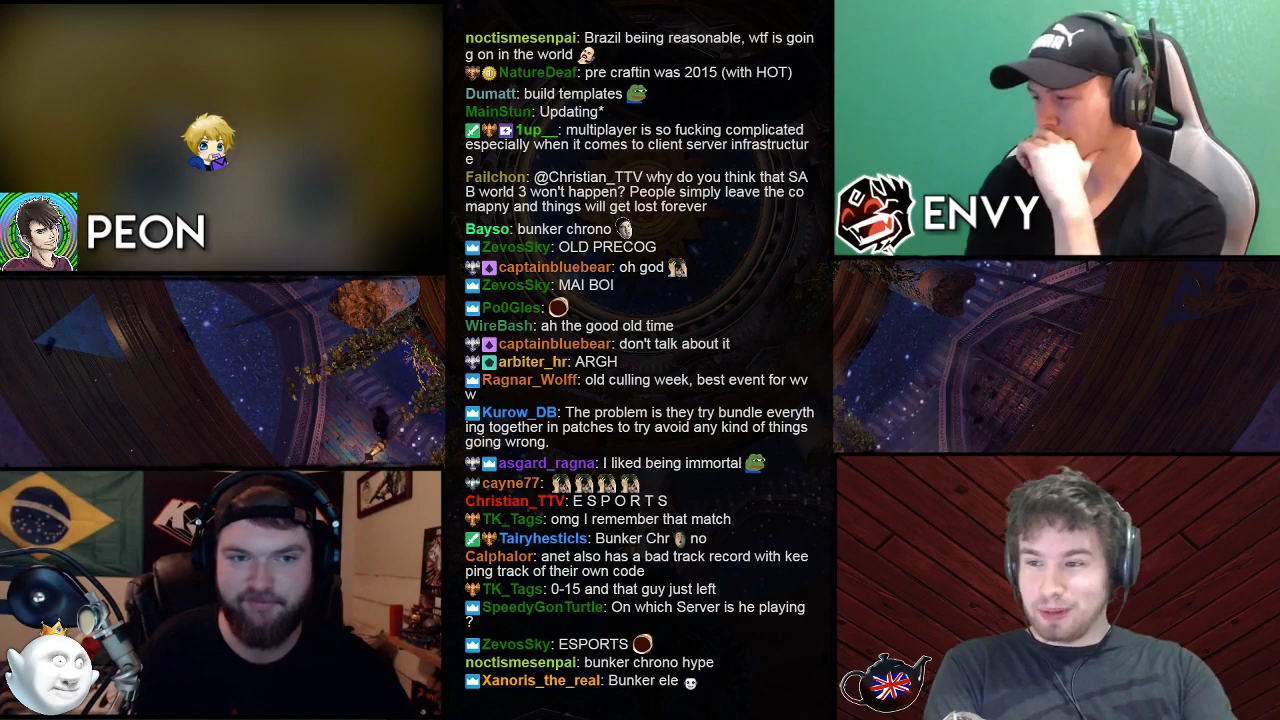 noctismesenpai: Brazil beiing reasonable, wtf is goin
g on in the world
NatureDeaf: pre craftin was 2015 (with HOT)
Dumatt: build templates
MainStun: Updating*
1up__: multiplayer is so fucking complicated
especially when it comes to client server infrastructur
e
Failchon: @Christian_TTV why do you think that SA
B world 3 won't happen? People simply leave the co
mapny and things will get lost forever
Bayso: bunker chrono
ZevosSky: OLD PRECOG
captainbluebear: oh god
ZevosSky: MAI BOI
Po0Gles:
WireBash: ah the good old time
captainbluebear: don't talk about it
arbiter_hr: ARGH
Ragnar_Wolff: old culling week, best event for wv
w
Kurow_DB: The problem is they try bundle everyth
ing together in patches to try avoid any kind of things
going wrong.
asgard_ragna: I liked being immortal
cayne77:
Christian_TTV: E S P O R T S
TK_Tags: omg I remember that match
Tairyhesticls: Bunker Chr no
Calphalor: anet also has a bad track record with kee
ping track of their own code
TK_Tags: 0-15 and that guy just left
SpeedyGonTurtle: On which Server is he playing
?
ZevosSky: ESPORTS
noctismesenpai: bunker chrono hype
Xanoris_the_real: Bunker ele
PEON
PUMA
ENVY